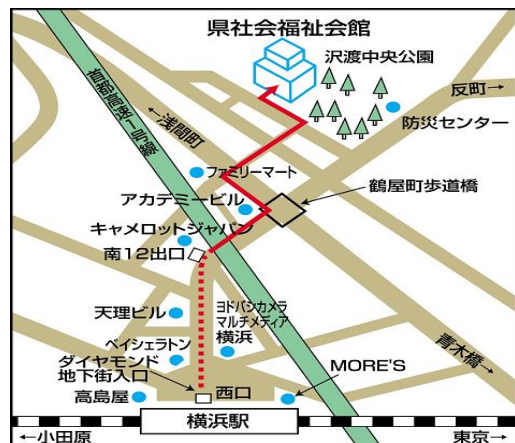 県社会福祉会館
沢渡中央公園
反町→
防災センター
首都高速1号線
←浅間町
ファミリーマート
アカデミービル
鶴屋町歩道橋
キャメロットジャパン
南12出口
天理ビル
ヨドバシカメラ
マルチメディア
横浜
ベイシェラトン
ダイヤモンド
地下街入口
青木橋→
MORE'S
高島屋
西口
横浜駅
←小田原
東京→